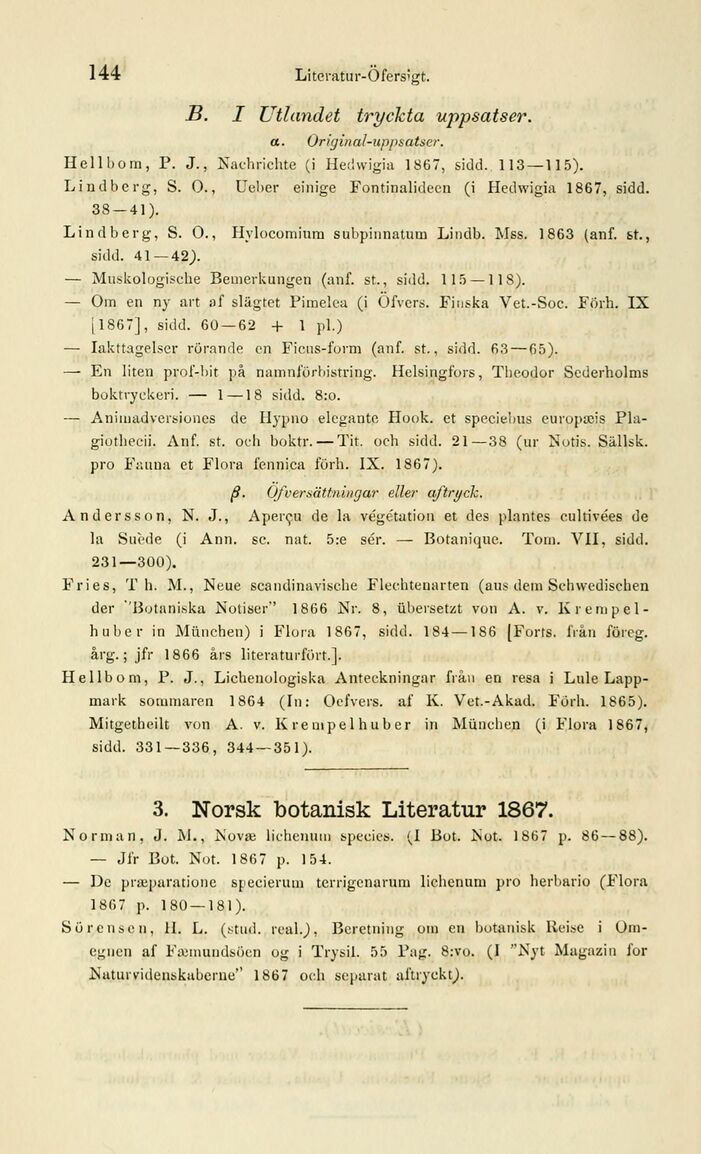 144 Literatur-Öfersigt.
B. I Utlandet tryckta uppsatser.
α. Original-uppsatser.
Hellbom, P. J., Nachrichte (i Hedwigia 1867, sidd. 113—115).
Lindberg, S. O., Ueber einige Fontinalideen (i Hedwigia 1867, sidd.
38—41).
Lindberg, S. O., Hylocomium subpinnatum Lindb. Mss. 1863 (anf. st.,
sidd. 41—42).
— Muskologische Bemerkungen (anf. st., sidd. 115—118).
— Om en ny art af slägtet Pimelea (i Öfvers. Finska Vet.-Soc. Förh. IX
[1867], sidd. 60—62 + 1 pl.)
— Iakttagelser rörande en Ficus-form (anf. st., sidd. 63—65).
— En liten prof-bit på namnförbistring. Helsingfors, Theodor Sederholms
boktryckeri. — 1—18 sidd. 8:o.
— Animadversiones de Hypno elegante Hook. et speciebus europæis Pla-
giothecii. Anf. st. och boktr. — Tit. och sidd. 21—38 (ur Notis. Sällsk.
pro Fauna et Flora fennica förh. IX. 1867).
β. Öfversättningar eller aftryck.
Andersson, N. J., Aperçu de la végétation et des plantes cultivées de
la Suède (i Ann. sc. nat. 5:e sér. — Botanique. Tom. VII, sidd.
231—300).
Fries, Th. M., Neue scandinavische Flechtenarten (aus dem Schwedischen
der "Botaniska Notiser" 1866 Nr. 8, übersetzt von A. v. Krempel-
huber in München) i Flora 1867, sidd. 184—186 [Forts. från föreg.
årg.; jfr 1866 års literaturfört.].
Hellbom, P. J., Lichenologiska Anteckningar från en resa i Lule Lapp-
mark sommaren 1864 (In: Oefvers. af K. Vet.-Akad. Förh. 1865).
Mitgetheilt von A. v. Krempelhuber in München (i Flora 1867,
sidd. 331—336, 344—351).
3. Norsk botanisk Literatur 1867.
Norman, J. M., Novæ lichenum species. (I Bot. Not. 1867 p. 86—88).
— Jfr Bot. Not. 1867 p. 154.
— De præparatione specierum terrigenarum lichenum pro herbario (Flora
1867 p. 180—181).
Sörensen, H. L. (stud. real.), Beretning om en botanisk Reise i Om-
egnen af Fæmundsöen og i Trysil. 55 Pag. 8:vo. (I "Nyt Magazin for
Naturvidenskaberne" 1867 och separat aftryckt).